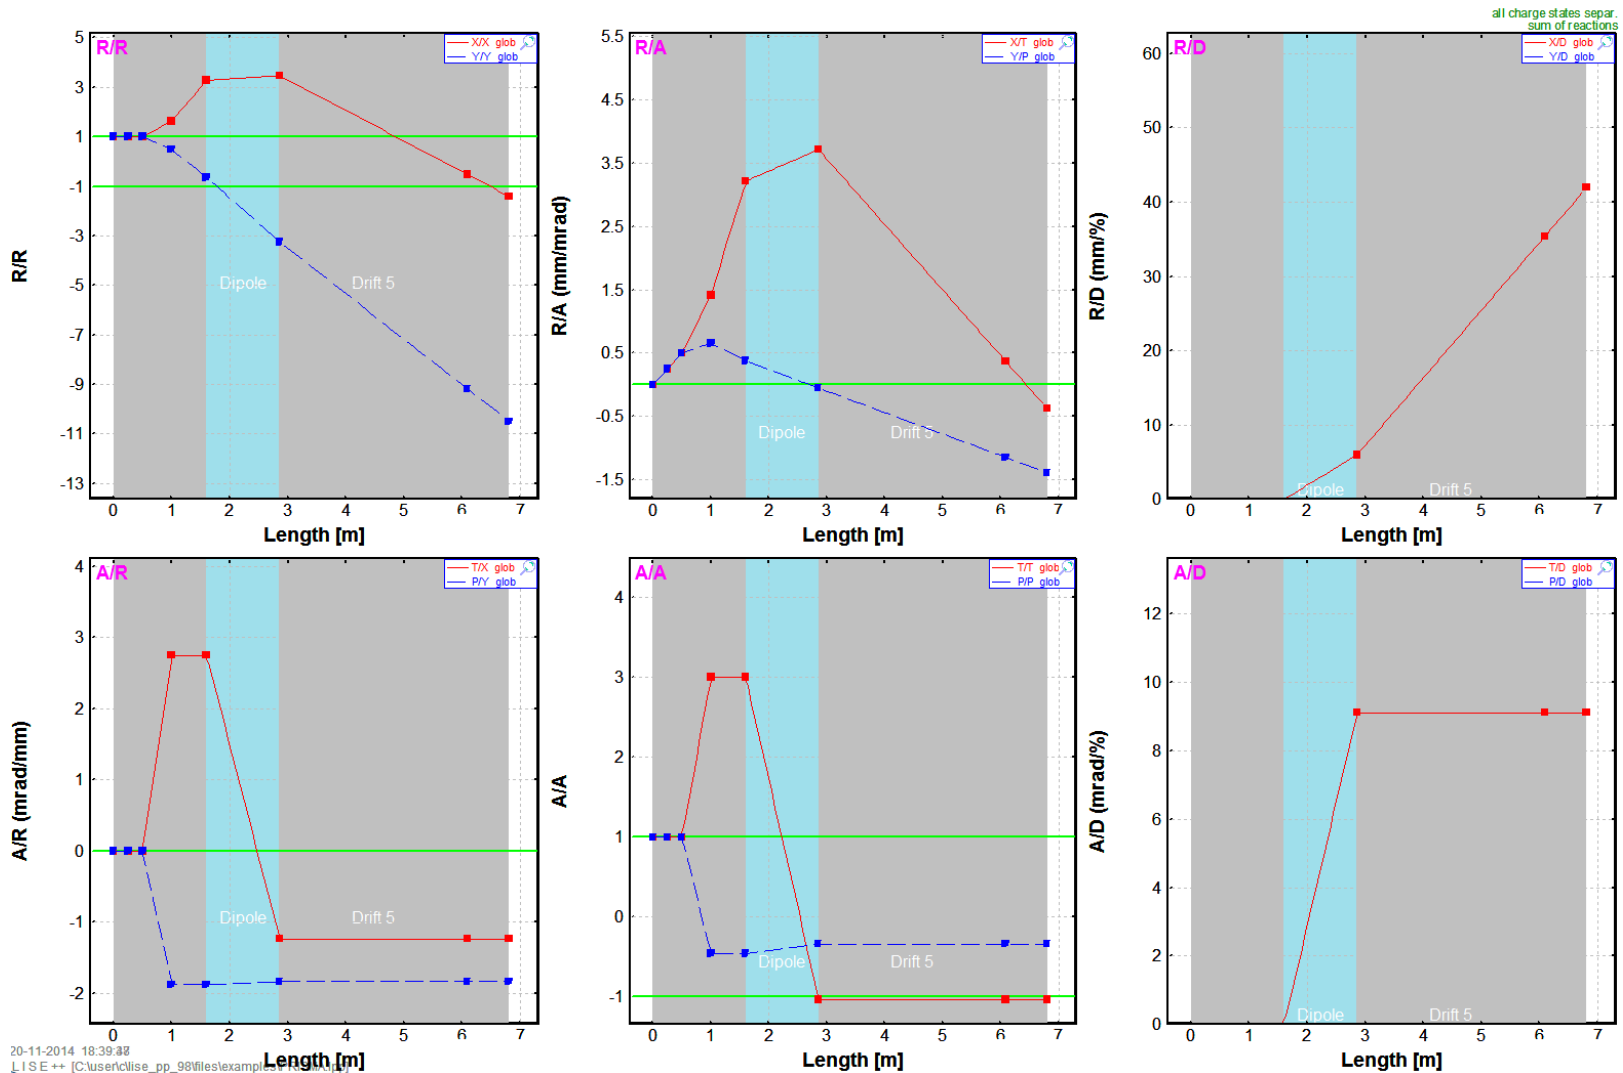 all charge states separ.
sum of reactions
R/R
X/X glob
Y/Y glob
5
3
1
-1
-3
-5
-7
-9
-11
-13
R/R
Dipole
Drift 5
0 1 2 3 4 5 6 7
Length [m]
R/A
X/T glob
Y/P glob
5.5
4.5
3.5
2.5
1.5
0.5
-0.5
-1.5
R/A (mm/mrad)
Dipole
Drift 5
0 1 2 3 4 5 6 7
Length [m]
R/D
X/D glob
Y/D glob
60
50
40
30
20
10
0
R/D (mm/%)
Dipole
Drift 5
0 1 2 3 4 5 6 7
Length [m]
A/R
T/X glob
P/Y glob
4
3
2
1
0
-1
-2
A/R (mrad/mm)
Dipole
Drift 5
0 1 2 3 4 5 6 7
Length [m]
A/A
T/T glob
P/P glob
4
3
2
1
0
-1
A/A
Dipole
Drift 5
0 1 2 3 4 5 6 7
Length [m]
A/D
T/D glob
P/D glob
12
10
8
6
4
2
0
A/D (mrad/%)
Dipole
Drift 5
0 1 2 3 4 5 6 7
Length [m]
20-11-2014
L I S E ++